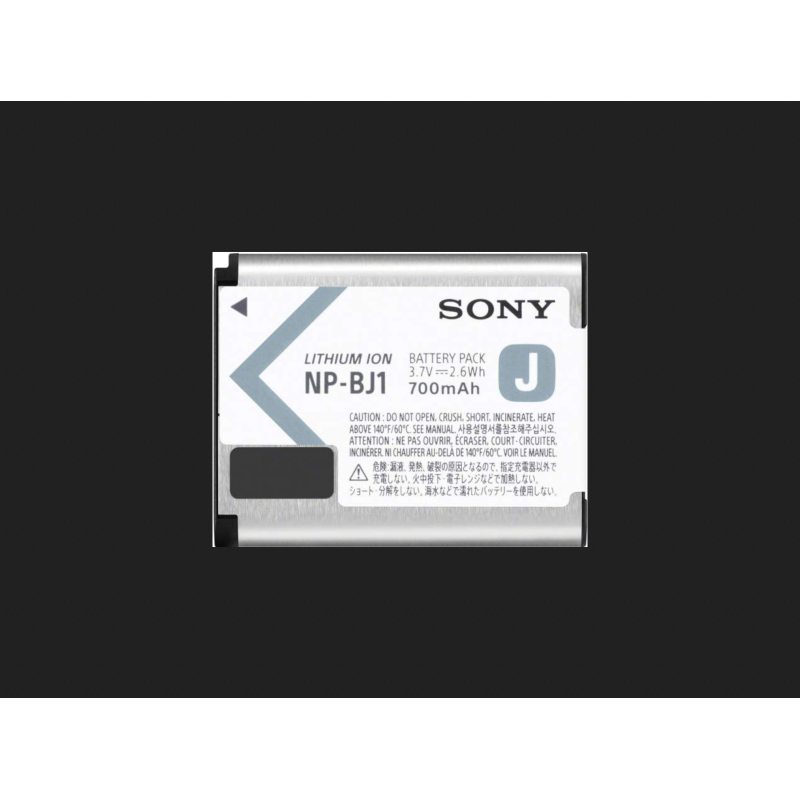 SONY
LITHIUM ION
NP-BJ1
BATTERY PACK
3.7V⎓2.6Wh
700mAh
J
CAUTION : DO NOT OPEN, CRUSH, SHORT, INCINERATE, HEAT
ABOVE 140°F/60°C. SEE MANUAL. 사용설명서를참조해주십시오.
ATTENTION : NE PAS OUVRIR, ÉCRASER, COURT-CIRCUITER,
INCINÉRER. NI CHAUFFER AU-DELÀ DE 140°F/60°C. VOIR LE MANUEL.
危険:漏液、発熱、破裂の原因となるので、指定充電器以外で
充電しない。火中投下・電子レンジなどで加熱しない。
ショート・分解をしない。海水などで濡れたバッテリーを使用しない。